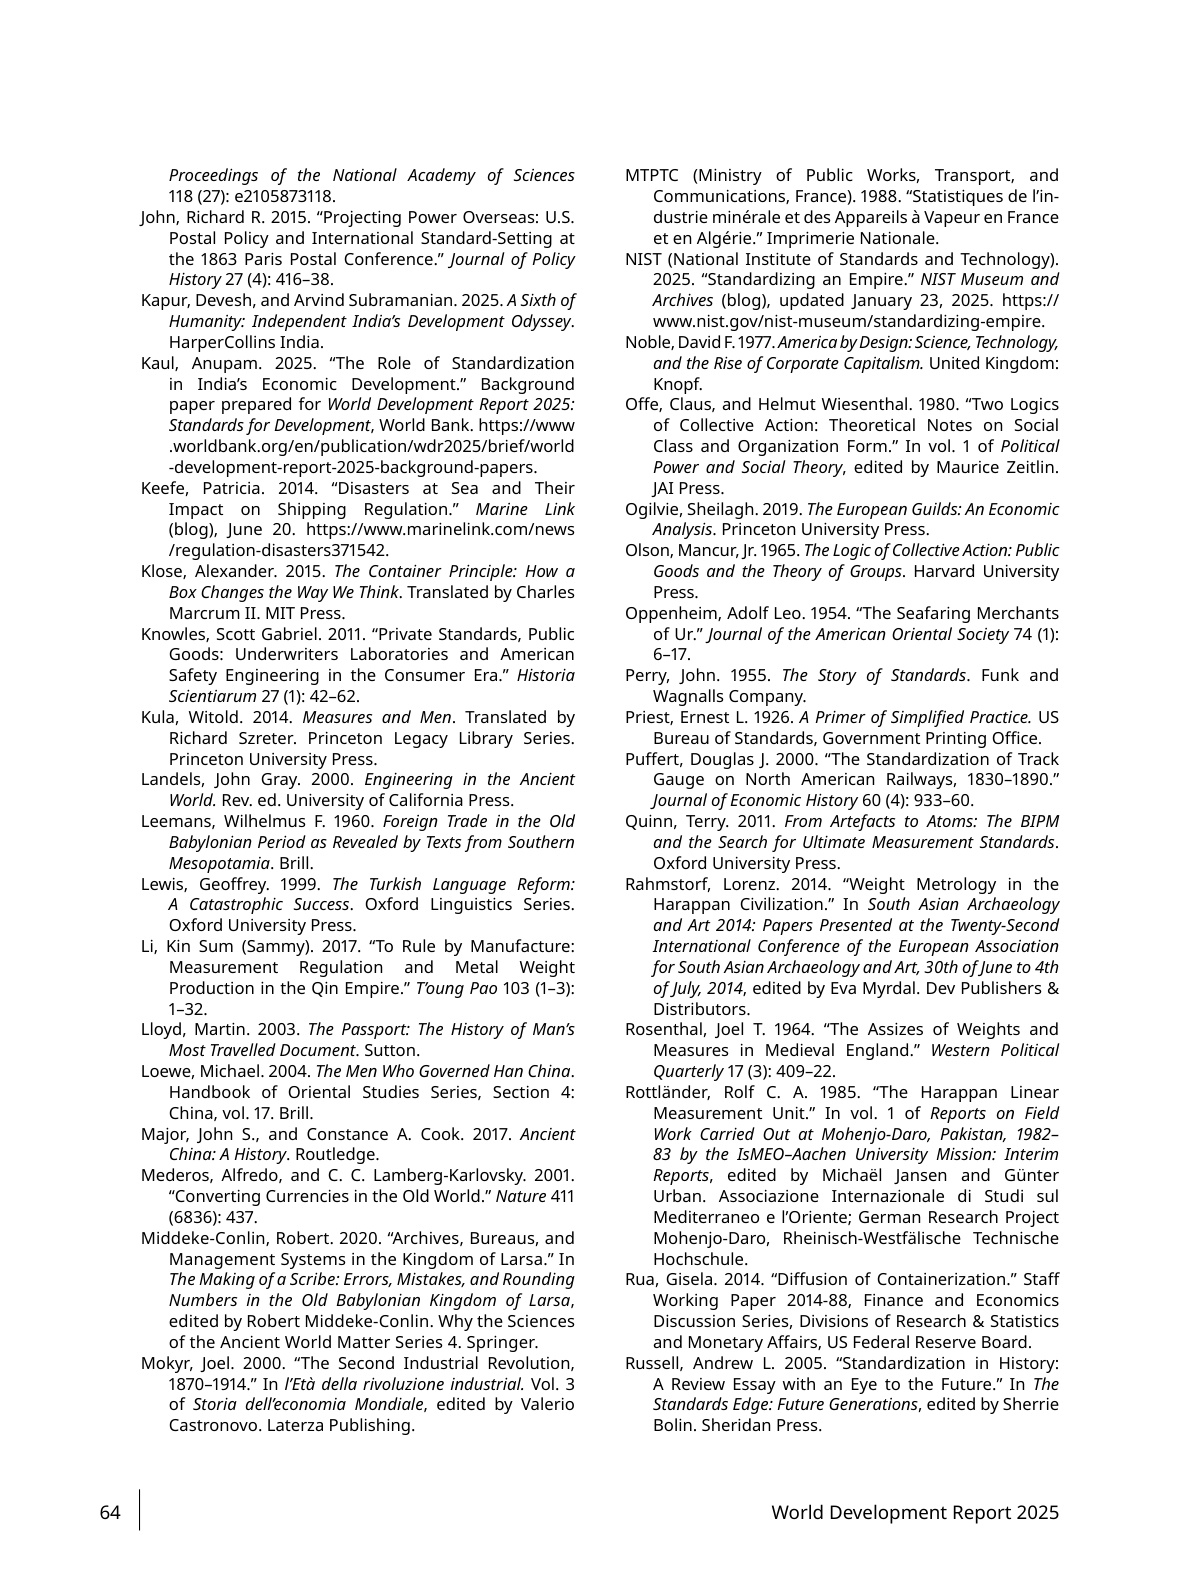 Proceedings of the National Academy of Sciences
118 (27): e2105873118.
John, Richard R. 2015. “Projecting Power Overseas: U.S.
Postal Policy and International Standard-Setting at
the 1863 Paris Postal Conference.” Journal of Policy
History 27 (4): 416–38.
Kapur, Devesh, and Arvind Subramanian. 2025. A Sixth of
Humanity: Independent India’s Development Odyssey.
HarperCollins India.
Kaul, Anupam. 2025. “The Role of Standardization
in India’s Economic Development.” Background
paper prepared for World Development Report 2025:
Standards for Development, World Bank. https://www
.worldbank.org/en/publication/wdr2025/brief/world
-development-report-2025-background-papers.
Keefe, Patricia. 2014. “Disasters at Sea and Their
Impact on Shipping Regulation.” Marine Link
(blog), June 20. https://www.marinelink.com/news
/regulation-disasters371542.
Klose, Alexander. 2015. The Container Principle: How a
Box Changes the Way We Think. Translated by Charles
Marcrum II. MIT Press.
Knowles, Scott Gabriel. 2011. “Private Standards, Public
Goods: Underwriters Laboratories and American
Safety Engineering in the Consumer Era.” Historia
Scientiarum 27 (1): 42–62.
Kula, Witold. 2014. Measures and Men. Translated by
Richard Szreter. Princeton Legacy Library Series.
Princeton University Press.
Landels, John Gray. 2000. Engineering in the Ancient
World. Rev. ed. University of California Press.
Leemans, Wilhelmus F. 1960. Foreign Trade in the Old
Babylonian Period as Revealed by Texts from Southern
Mesopotamia. Brill.
Lewis, Geoffrey. 1999. The Turkish Language Reform:
A Catastrophic Success. Oxford Linguistics Series.
Oxford University Press.
Li, Kin Sum (Sammy). 2017. “To Rule by Manufacture:
Measurement Regulation and Metal Weight
Production in the Qin Empire.” T’oung Pao 103 (1–3):
1–32.
Lloyd, Martin. 2003. The Passport: The History of Man’s
Most Travelled Document. Sutton.
Loewe, Michael. 2004. The Men Who Governed Han China.
Handbook of Oriental Studies Series, Section 4:
China, vol. 17. Brill.
Major, John S., and Constance A. Cook. 2017. Ancient
China: A History. Routledge.
Mederos, Alfredo, and C. C. Lamberg-Karlovsky. 2001.
“Converting Currencies in the Old World.” Nature 411
(6836): 437.
Middeke-Conlin, Robert. 2020. “Archives, Bureaus, and
Management Systems in the Kingdom of Larsa.” In
The Making of a Scribe: Errors, Mistakes, and Rounding
Numbers in the Old Babylonian Kingdom of Larsa,
edited by Robert Middeke-Conlin. Why the Sciences
of the Ancient World Matter Series 4. Springer.
Mokyr, Joel. 2000. “The Second Industrial Revolution,
1870–1914.” In l’Età della rivoluzione industrial. Vol. 3
of Storia dell’economia Mondiale, edited by Valerio
Castronovo. Laterza Publishing.
MTPTC (Ministry of Public Works, Transport, and
Communications, France). 1988. “Statistiques de l’in-
dustrie minérale et des Appareils à Vapeur en France
et en Algérie.” Imprimerie Nationale.
NIST (National Institute of Standards and Technology).
2025. “Standardizing an Empire.” NIST Museum and
Archives (blog), updated January 23, 2025. https://
www.nist.gov/nist-museum/standardizing-empire.
Noble, David F. 1977. America by Design: Science, Technology,
and the Rise of Corporate Capitalism. United Kingdom:
Knopf.
Offe, Claus, and Helmut Wiesenthal. 1980. “Two Logics
of Collective Action: Theoretical Notes on Social
Class and Organization Form.” In vol. 1 of Political
Power and Social Theory, edited by Maurice Zeitlin.
JAI Press.
Ogilvie, Sheilagh. 2019. The European Guilds: An Economic
Analysis. Princeton University Press.
Olson, Mancur, Jr. 1965. The Logic of Collective Action: Public
Goods and the Theory of Groups. Harvard University
Press.
Oppenheim, Adolf Leo. 1954. “The Seafaring Merchants
of Ur.” Journal of the American Oriental Society 74 (1):
6–17.
Perry, John. 1955. The Story of Standards. Funk and
Wagnalls Company.
Priest, Ernest L. 1926. A Primer of Simplified Practice. US
Bureau of Standards, Government Printing Office.
Puffert, Douglas J. 2000. “The Standardization of Track
Gauge on North American Railways, 1830–1890.”
Journal of Economic History 60 (4): 933–60.
Quinn, Terry. 2011. From Artefacts to Atoms: The BIPM
and the Search for Ultimate Measurement Standards.
Oxford University Press.
Rahmstorf, Lorenz. 2014. “Weight Metrology in the
Harappan Civilization.” In South Asian Archaeology
and Art 2014: Papers Presented at the Twenty-Second
International Conference of the European Association
for South Asian Archaeology and Art, 30th of June to 4th
of July, 2014, edited by Eva Myrdal. Dev Publishers &
Distributors.
Rosenthal, Joel T. 1964. “The Assizes of Weights and
Measures in Medieval England.” Western Political
Quarterly 17 (3): 409–22.
Rottländer, Rolf C. A. 1985. “The Harappan Linear
Measurement Unit.” In vol. 1 of Reports on Field
Work Carried Out at Mohenjo-Daro, Pakistan, 1982–
83 by the IsMEO–Aachen University Mission: Interim
Reports, edited by Michaël Jansen and Günter
Urban. Associazione Internazionale di Studi sul
Mediterraneo e l’Oriente; German Research Project
Mohenjo-Daro, Rheinisch-Westfälische Technische
Hochschule.
Rua, Gisela. 2014. “Diffusion of Containerization.” Staff
Working Paper 2014-88, Finance and Economics
Discussion Series, Divisions of Research & Statistics
and Monetary Affairs, US Federal Reserve Board.
Russell, Andrew L. 2005. “Standardization in History:
A Review Essay with an Eye to the Future.” In The
Standards Edge: Future Generations, edited by Sherrie
Bolin. Sheridan Press.
64
World Development Report 2025